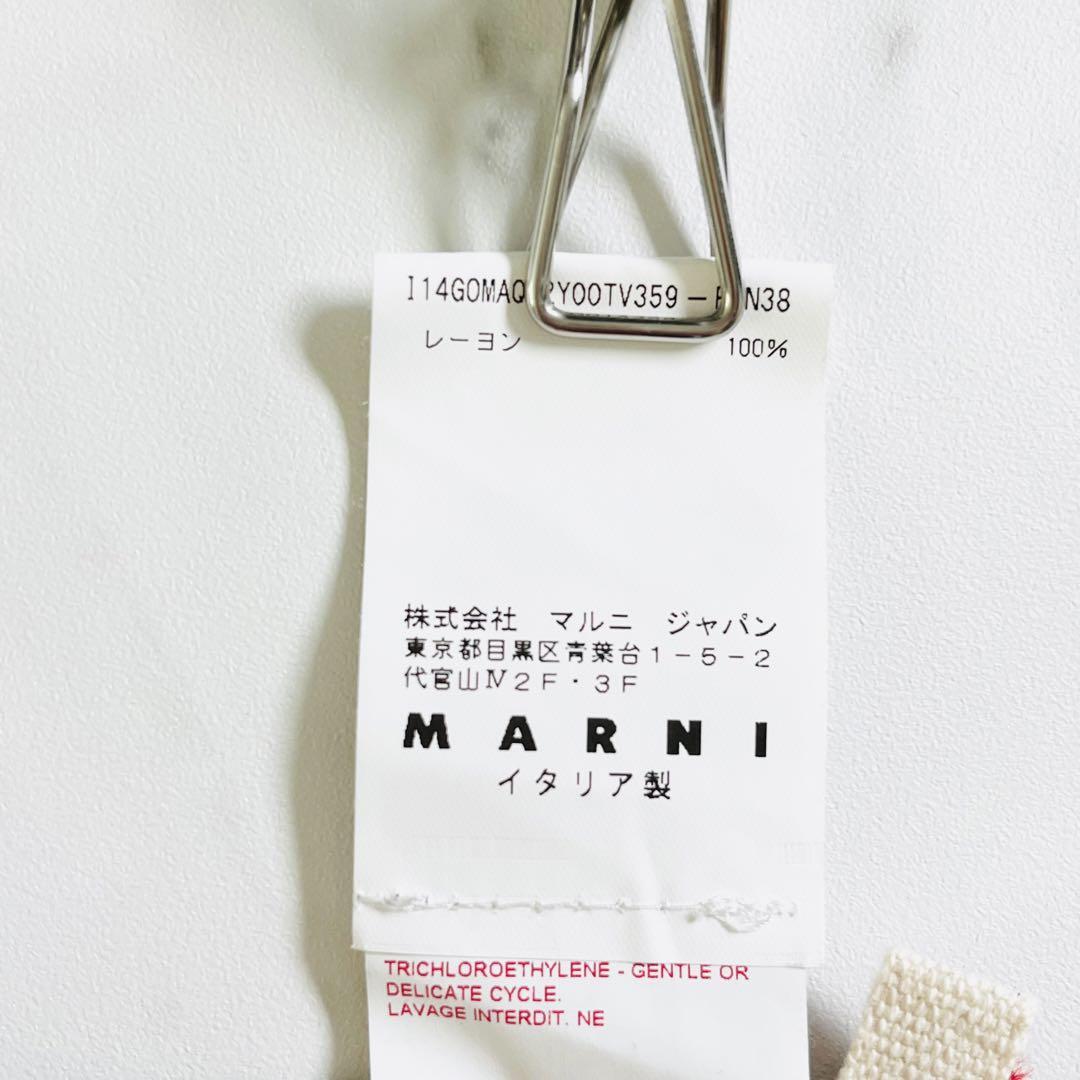 I14GOMAQ RY00TV359 – N38
レーヨン 100%
株式会社 マルニ ジャパン
東京都目黒区青葉台1-5-2
代官山Ⅳ2F・3F
MARNI
イタリア製
TRICHLOROETHYLENE - GENTLE OR
DELICATE CYCLE.
LAVAGE INTERDIT. NE